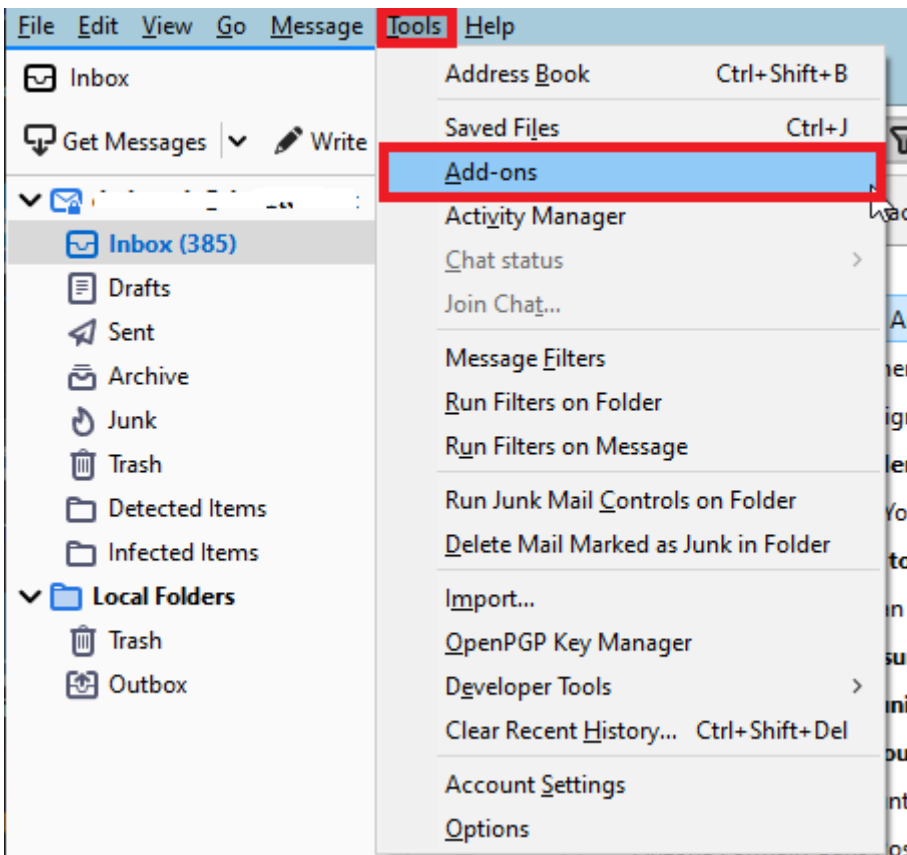 File Edit View Go Message Tools Help
Inbox
Get Messages
Write
Inbox (385)
Drafts
Sent
Archive
Junk
Trash
Detected Items
Infected Items
Local Folders
Trash
Outbox
Address Book Ctrl+Shift+B
Saved Files Ctrl+J
Add-ons
Activity Manager
Chat status
Join Chat...
Message Filters
Run Filters on Folder
Run Filters on Message
Run Junk Mail Controls on Folder
Delete Mail Marked as Junk in Folder
Import...
OpenPGP Key Manager
Developer Tools
Clear Recent History... Ctrl+Shift+Del
Account Settings
Options